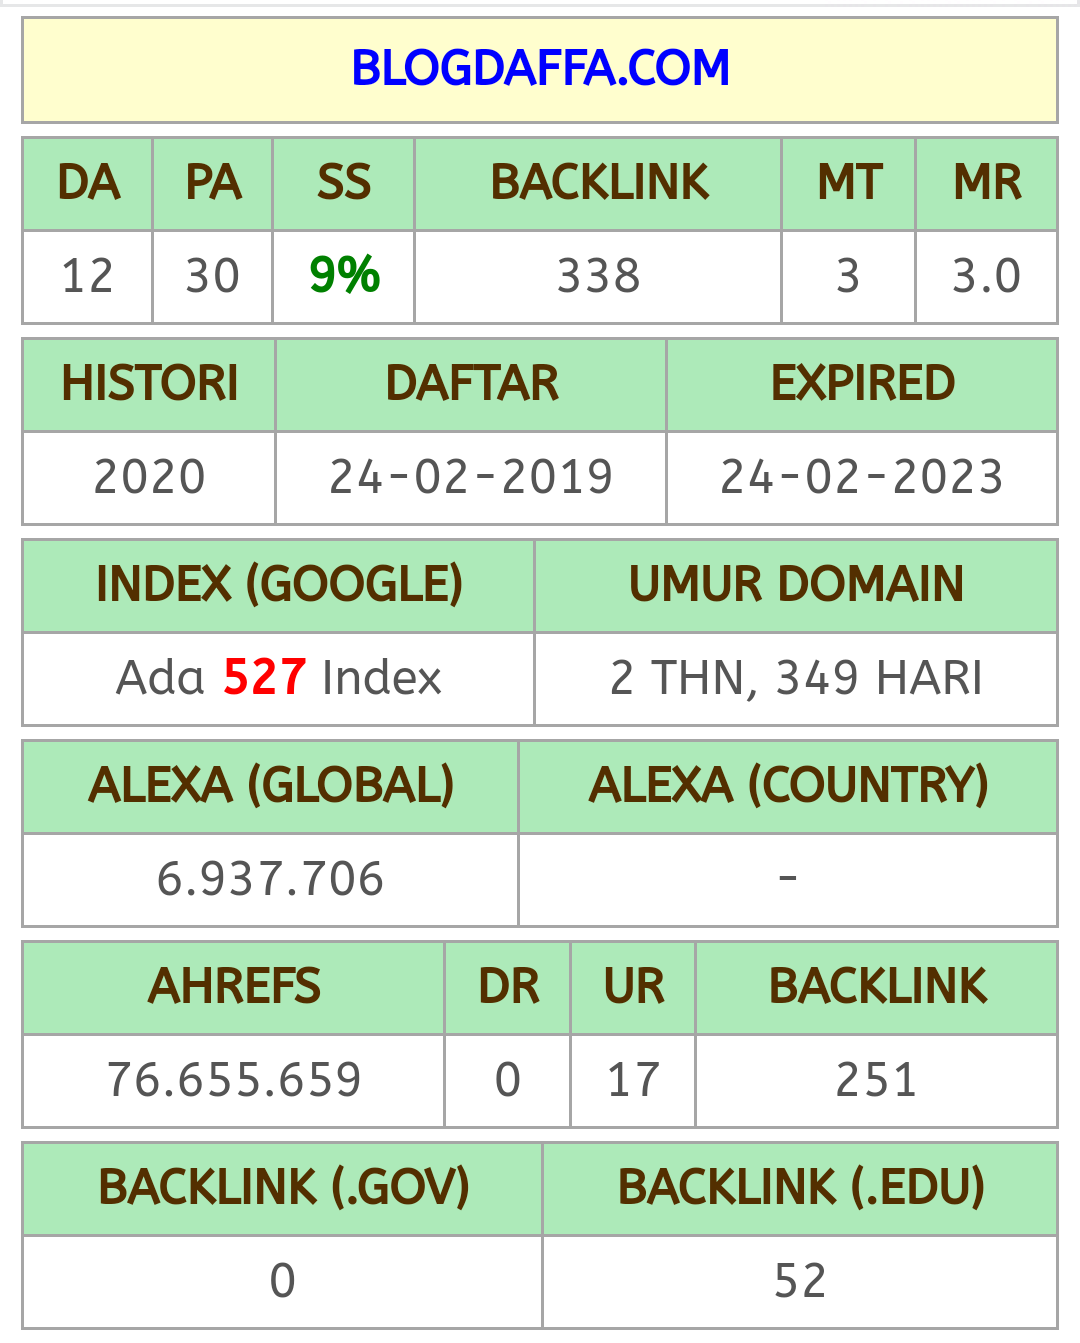 BLOGDAFFA.COM
DA PA SS BACKLINK MT MR
12 30 9% 338 3 3.0
HISTORI DAFTAR EXPIRED
2020 24-02-2019 24-02-2023
INDEX (GOOGLE) UMUR DOMAIN
Ada 527 Index 2 THN, 349 HARI
ALEXA (GLOBAL) ALEXA (COUNTRY)
6.937.706 -
AHREFS DR UR BACKLINK
76.655.659 0 17 251
BACKLINK (.GOV) BACKLINK (.EDU)
0 52